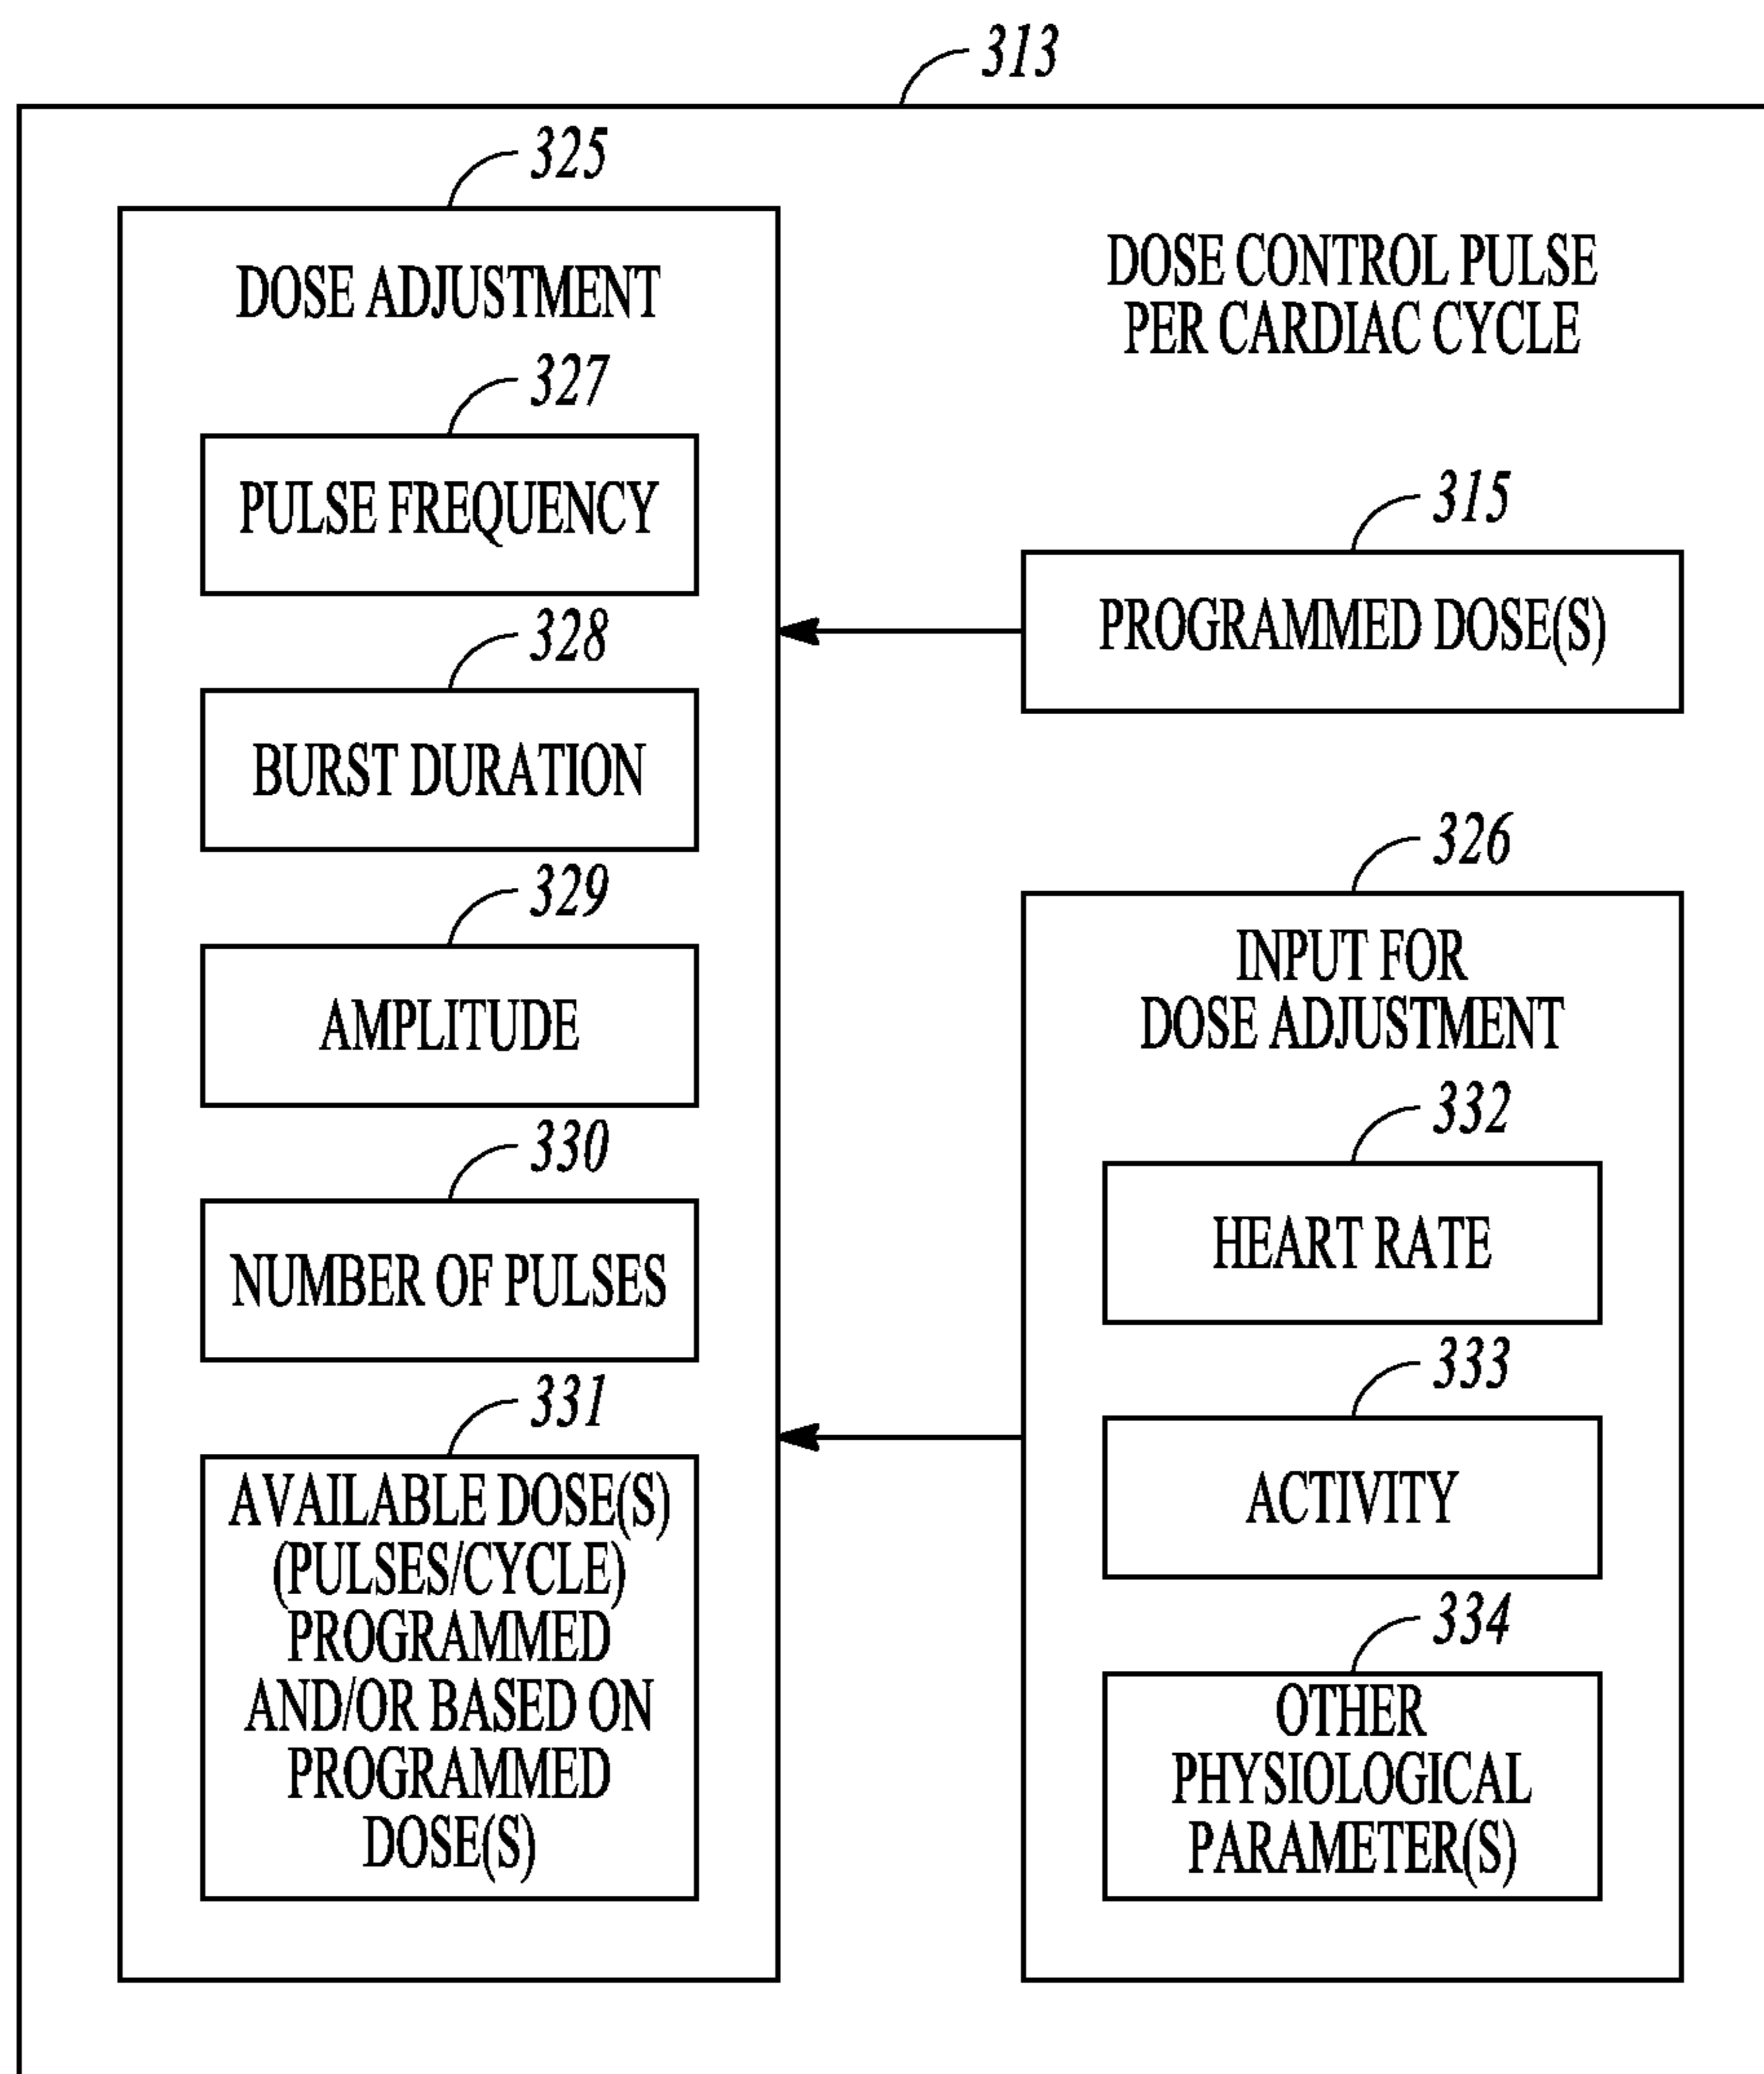 313
325
DOSE ADJUSTMENT
327
PULSE FREQUENCY
328
BURST DURATION
329
AMPLITUDE
330
NUMBER OF PULSES
331
AVAILABLE DOSE(S)
(PULSES/CYCLE)
PROGRAMMED
AND/OR BASED ON
PROGRAMMED
DOSE(S)
DOSE CONTROL PULSE
PER CARDIAC CYCLE
315
PROGRAMMED DOSE(S)
326
INPUT FOR
DOSE ADJUSTMENT
332
HEART RATE
333
ACTIVITY
334
OTHER
PHYSIOLOGICAL
PARAMETER(S)